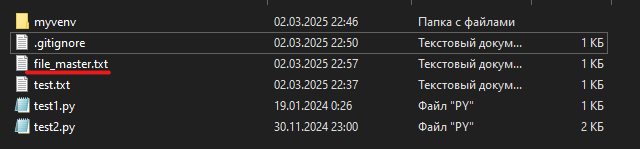 myvenv 02.03.2025 22:46 Папка с файлами
.gitignore 02.03.2025 22:50 Текстовый докум... 1 КБ
file_master.txt 02.03.2025 22:57 Текстовый докум... 1 КБ
test.txt 02.03.2025 22:37 Текстовый докум... 1 КБ
test1.py 19.01.2024 0:26 Файл "PY" 1 КБ
test2.py 30.11.2024 23:00 Файл "PY" 2 КБ